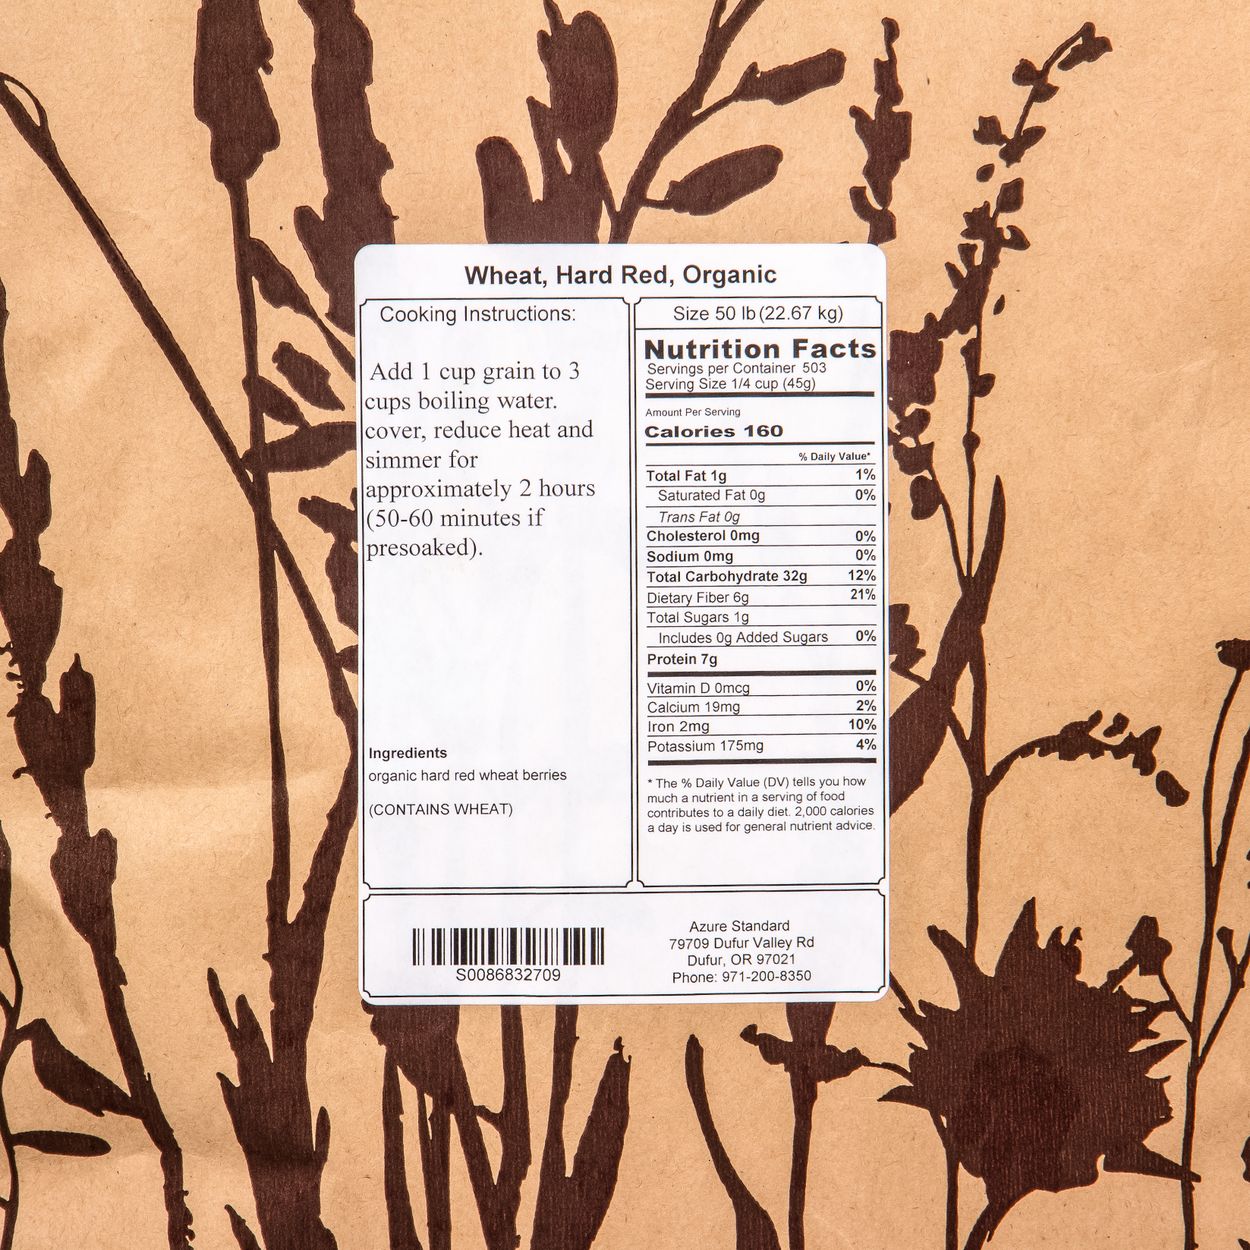 Wheat, Hard Red, Organic
Cooking Instructions:
Add 1 cup grain to 3
cups boiling water.
cover, reduce heat and
simmer for
approximately 2 hours
(50-60 minutes if
presoaked).
Ingredients
organic hard red wheat berries
(CONTAINS WHEAT)
Size 50 lb (22.67 kg)
Nutrition Facts
Servings per Container 503
Serving Size 1/4 cup (45g)
Amount Per Serving
Calories 160
% Daily Value*
Total Fat 1g 1%
Saturated Fat 0g 0%
Trans Fat 0g
Cholesterol 0mg 0%
Sodium 0mg 0%
Total Carbohydrate 32g 12%
Dietary Fiber 6g 21%
Total Sugars 1g
Includes 0g Added Sugars 0%
Protein 7g
Vitamin D 0mcg 0%
Calcium 19mg 2%
Iron 2mg 10%
Potassium 175mg 4%
* The % Daily Value (DV) tells you how
much a nutrient in a serving of food
contributes to a daily diet. 2,000 calories
a day is used for general nutrient advice.
S0086832709
Azure Standard
79709 Dufur Valley Rd
Dufur, OR 97021
Phone: 971-200-8350